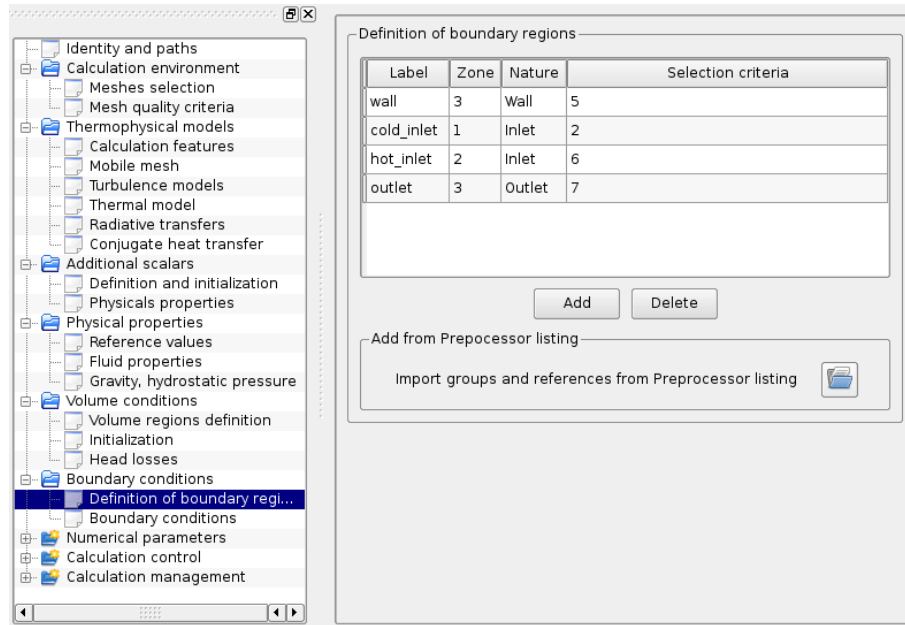 Identity and paths
Calculation environment
Meshes selection
Mesh quality criteria
Thermophysical models
Calculation features
Mobile mesh
Turbulence models
Thermal model
Radiative transfers
Conjugate heat transfer
Additional scalars
Definition and initialization
Physicals properties
Physical properties
Reference values
Fluid properties
Gravity, hydrostatic pressure
Volume conditions
Volume regions definition
Initialization
Head losses
Boundary conditions
Definition of boundary regi...
Boundary conditions
Numerical parameters
Calculation control
Calculation management
Definition of boundary regions
Label Zone Nature Selection criteria
wall 3 Wall 5
cold_inlet 1 Inlet 2
hot_inlet 2 Inlet 6
outlet 3 Outlet 7
Add Delete
Add from Prepocessor listing
Import groups and references from Preprocessor listing